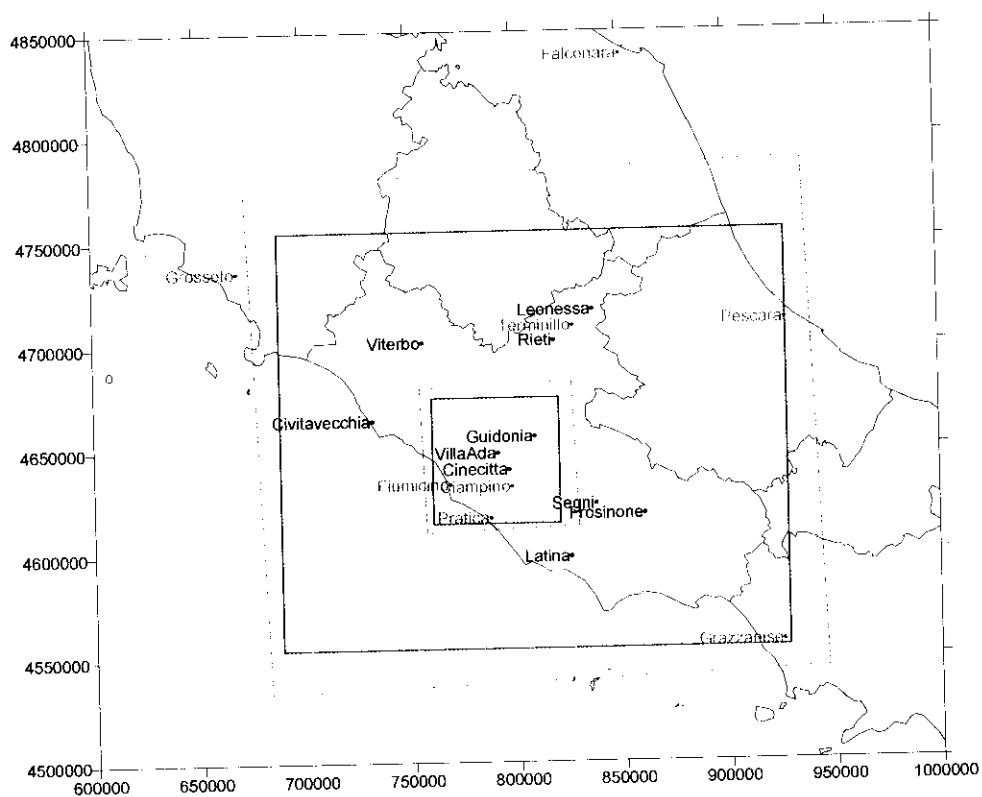 4850000
Falconara
4800000
4750000
Grosseto
Leonessa
Pescara
Terminillo
4700000
Viterbo
Rieti
Civitavecchia
Guidonia
4650000
VillaAda
Cinecitta
Fiumicino
Ciampino
Segni
Pratica
Frosinone
4600000
Latina
Grazzanise
4550000
4500000
600000 650000 700000 750000 800000 850000 900000 950000 1000000